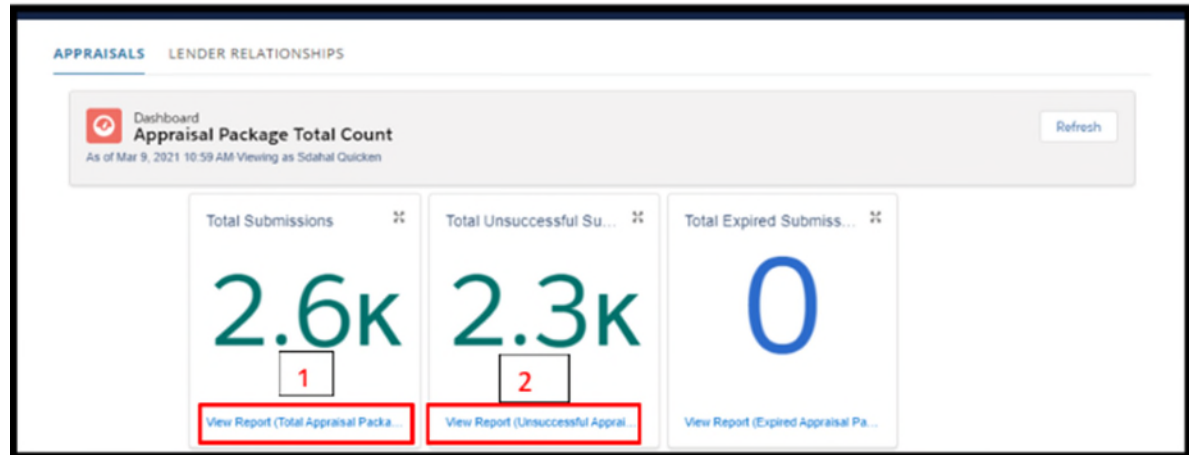 APPRAISALS LENDER RELATIONSHIPS
Dashboard
Appraisal Package Total Count
As of Mar 9, 2021 10:59 AM·Viewing as Sdahal Quicken
Refresh
Total Submissions
2.6K
1
View Report (Total Appraisal Packa...
Total Unsuccessful Su...
2.3K
2
View Report (Unsuccessful Apprai...
Total Expired Submiss...
0
View Report (Expired Appraisal Pa...